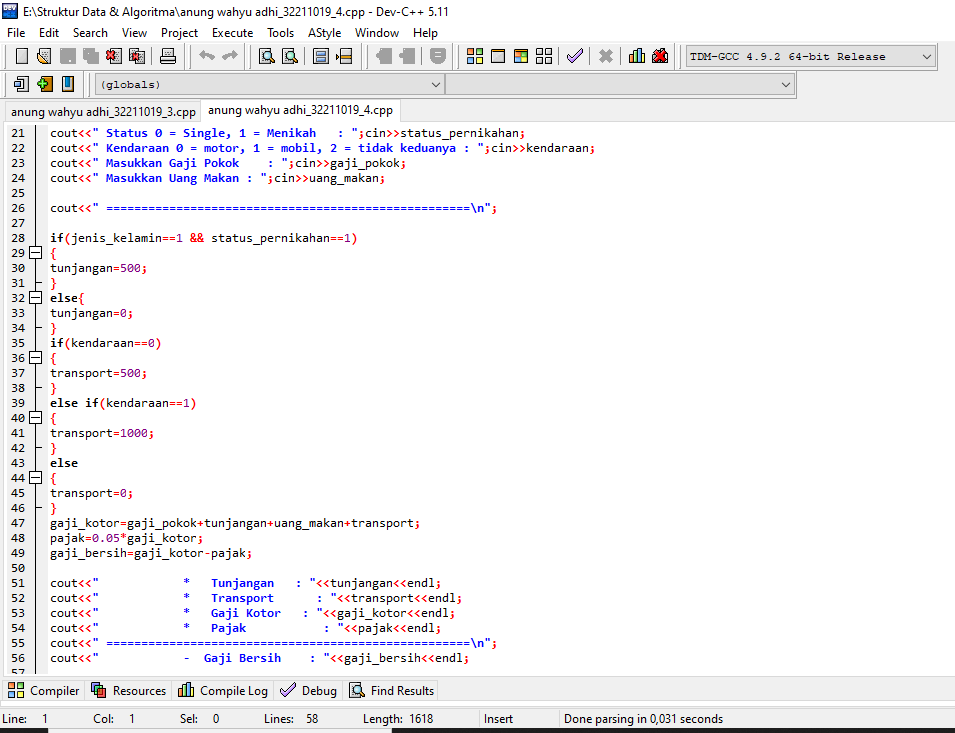 E:\Struktur Data & Algoritma\anung wahyu adhi_32211019_4.cpp - Dev-C++ 5.11
File Edit Search View Project Execute Tools AStyle Window Help
TDM-GCC 4.9.2 64-bit Release
(globals)
anung wahyu adhi_32211019_3.cpp anung wahyu adhi_32211019_4.cpp
21 cout<<" Status 0 = Single, 1 = Menikah   : ";cin>>status_pernikahan;
22 cout<<" Kendaraan 0 = motor, 1 = mobil, 2 = tidak keduanya : ";cin>>kendaraan;
23 cout<<" Masukkan Gaji Pokok    : ";cin>>gaji_pokok;
24 cout<<" Masukkan Uang Makan : ";cin>>uang_makan;
25
26 cout<<" ====================================================\n";
27
28 if(jenis_kelamin==1 && status_pernikahan==1)
29 {
30 tunjangan=500;
31 }
32 else{
33 tunjangan=0;
34 }
35 if(kendaraan==0)
36 {
37 transport=500;
38 }
39 else if(kendaraan==1)
40 {
41 transport=1000;
42 }
43 else
44 {
45 transport=0;
46 }
47 gaji_kotor=gaji_pokok+tunjangan+uang_makan+transport;
48 pajak=0.05*gaji_kotor;
49 gaji_bersih=gaji_kotor-pajak;
50
51 cout<<"            *   Tunjangan   : "<<tunjangan<<endl;
52 cout<<"            *   Transport      : "<<transport<<endl;
53 cout<<"            *   Gaji Kotor   : "<<gaji_kotor<<endl;
54 cout<<"            *   Pajak           : "<<pajak<<endl;
55 cout<<" ====================================================\n";
56 cout<<"            -  Gaji Bersih    : "<<gaji_bersih<<endl;
57
Compiler Resources Compile Log Debug Find Results
Line: 1 Col: 1 Sel: 0 Lines: 58 Length: 1618 Insert Done parsing in 0,031 seconds